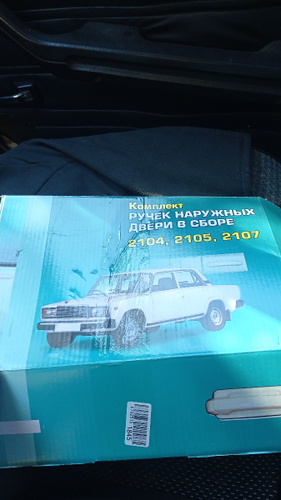 Комплект
РУЧЕК НАРУЖНЫХ
ДВЕРИ В СБОРЕ
2104, 2105, 2107